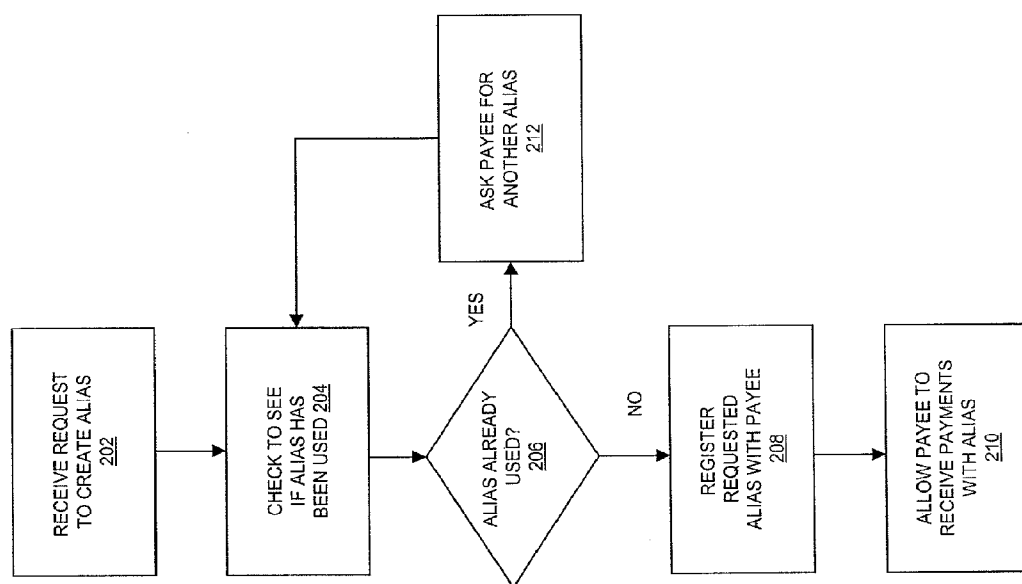 RECEIVE REQUEST
TO CREATE ALIAS
202
CHECK TO SEE
IF ALIAS HAS
BEEN USED 204
ALIAS ALREADY
USED?
206
YES
ASK PAYEE FOR
ANOTHER ALIAS
212
NO
REGISTER
REQUESTED
ALIAS WITH PAYEE
208
ALLOW PAYEE TO
RECEIVE PAYMENTS
WITH ALIAS
210